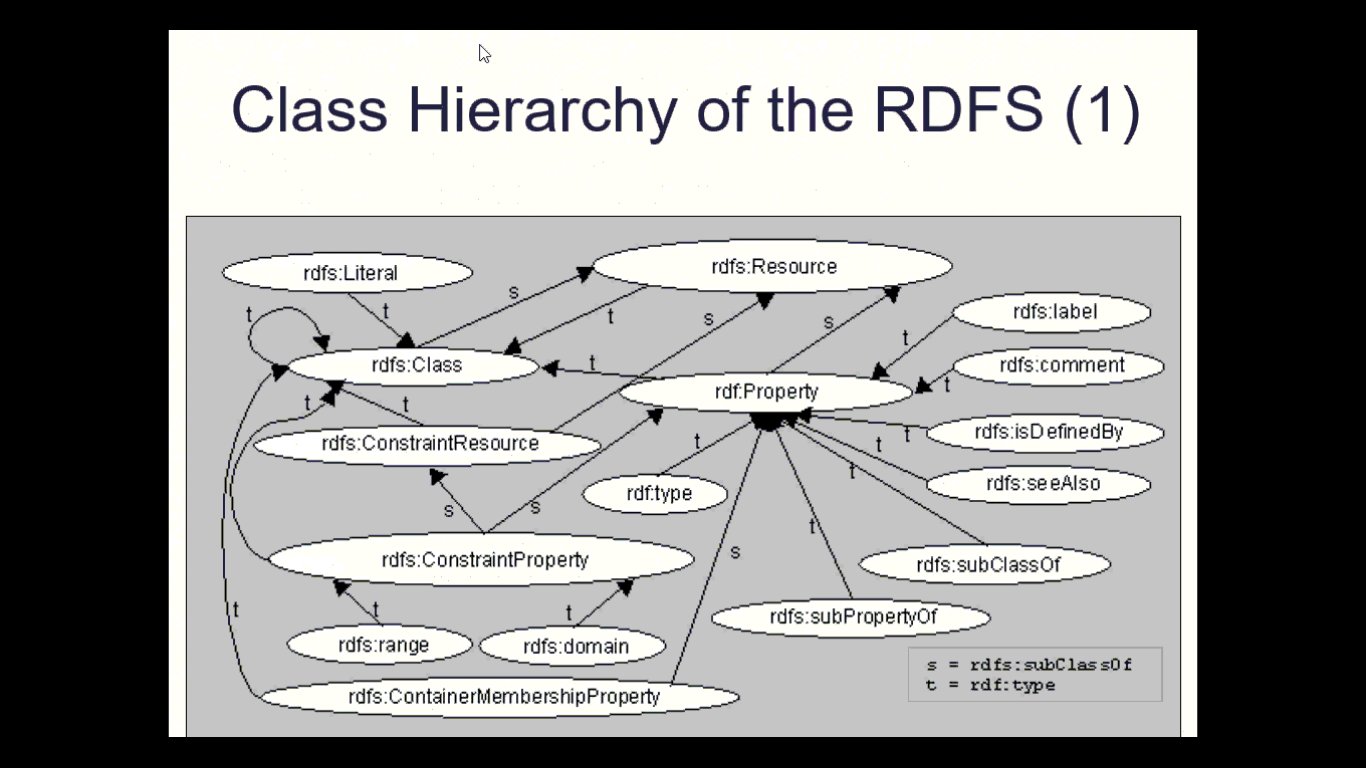 Class Hierarchy of the RDFS (1)
rdfs:Literal
rdfs:Resource
s
t
t
t
s
s
rdfs:label
t
rdfs:Class
t
rdfs:comment
t
rdf:Property
t
t
rdfs:ConstraintResource
t
t
t
rdfs:isDefinedBy
t
rdf:type
rdfs:seeAlso
s
s
s
t
rdfs:ConstraintProperty
rdfs:subClassOf
t
t
t
rdfs:subPropertyOf
rdfs:range
rdfs:domain
s = rdfs:subClassOf
t = rdf:type
rdfs:ContainerMembershipProperty